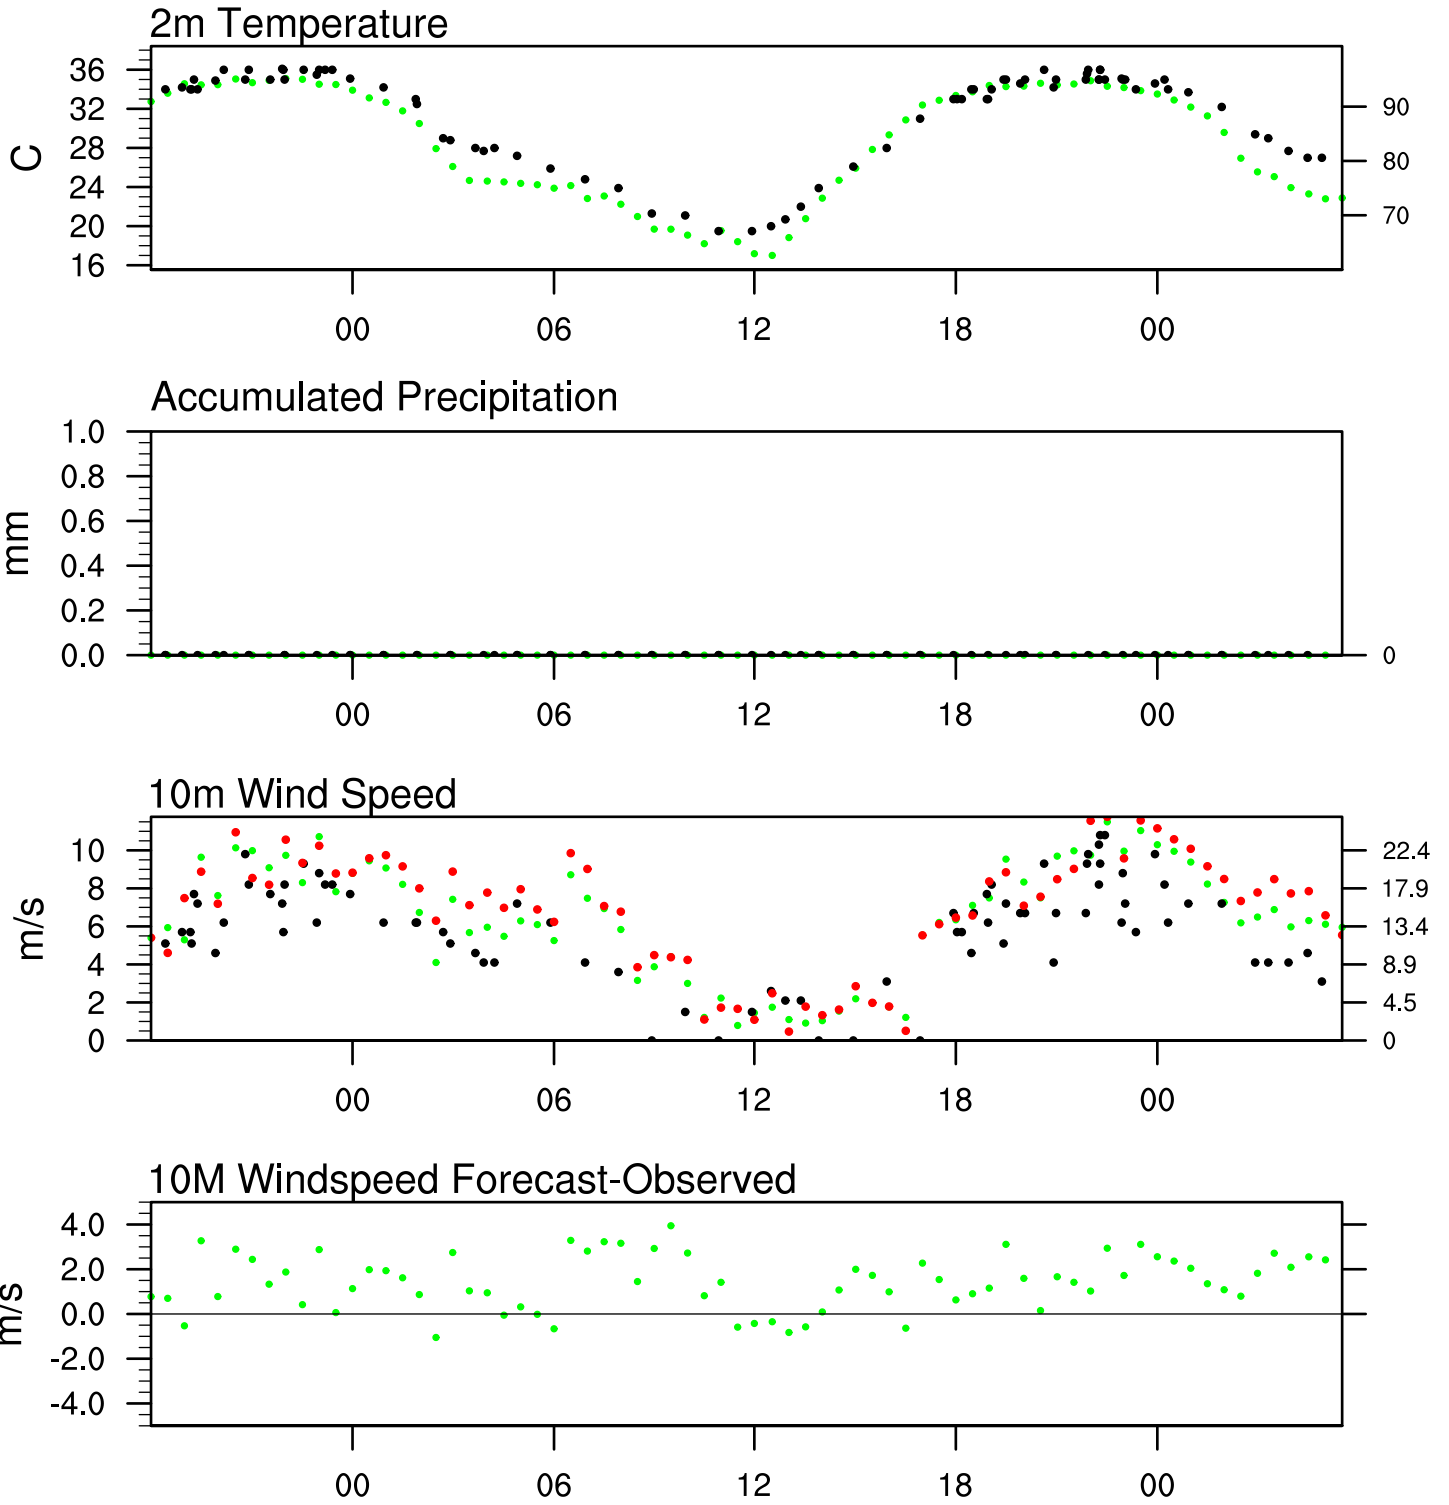 2m Temperature
C
36
32
28
24
20
16
90
80
70
00 06 12 18 00
Accumulated Precipitation
mm
1.0
0.8
0.6
0.4
0.2
0.0
0
00 06 12 18 00
10m Wind Speed
m/s
10
8
6
4
2
0
22.4
17.9
13.4
8.9
4.5
0
00 06 12 18 00
10M Windspeed Forecast-Observed
m/s
4.0
2.0
0.0
-2.0
-4.0
00 06 12 18 00